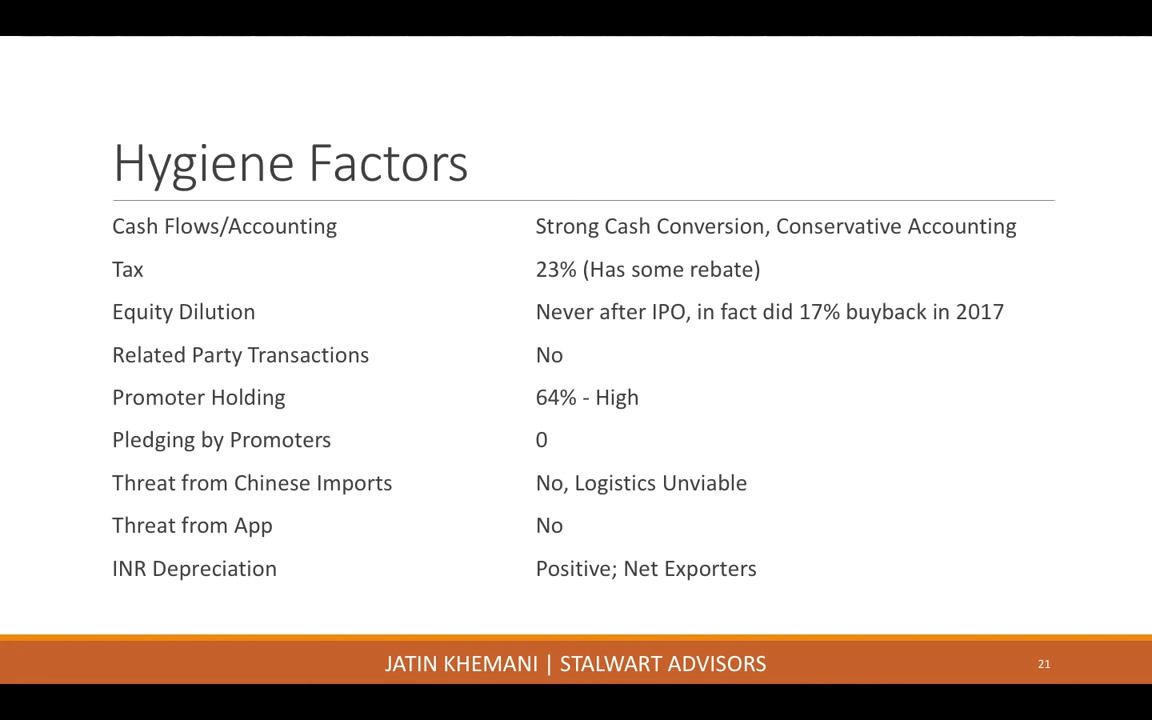 Hygiene Factors
Cash Flows/Accounting Strong Cash Conversion, Conservative Accounting
Tax 23% (Has some rebate)
Equity Dilution Never after IPO, in fact did 17% buyback in 2017
Related Party Transactions No
Promoter Holding 64% - High
Pledging by Promoters 0
Threat from Chinese Imports No, Logistics Unviable
Threat from App No
INR Depreciation Positive; Net Exporters
JATIN KHEMANI | STALWART ADVISORS 21